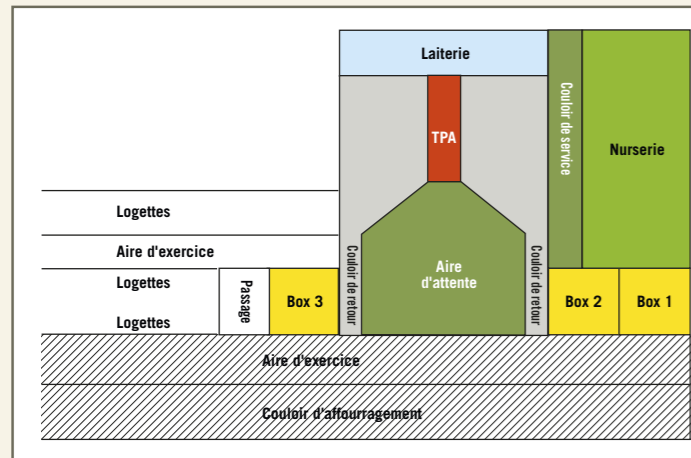 Laiterie
TPA
Couloir de service
Nurserie
Logettes
Aire d'exercice
Logettes
Logettes
Passage
Box 3
Couloir de retour
Aire
d'attente
Couloir de retour
Box 2
Box 1
Aire d'exercice
Couloir d'affourragement